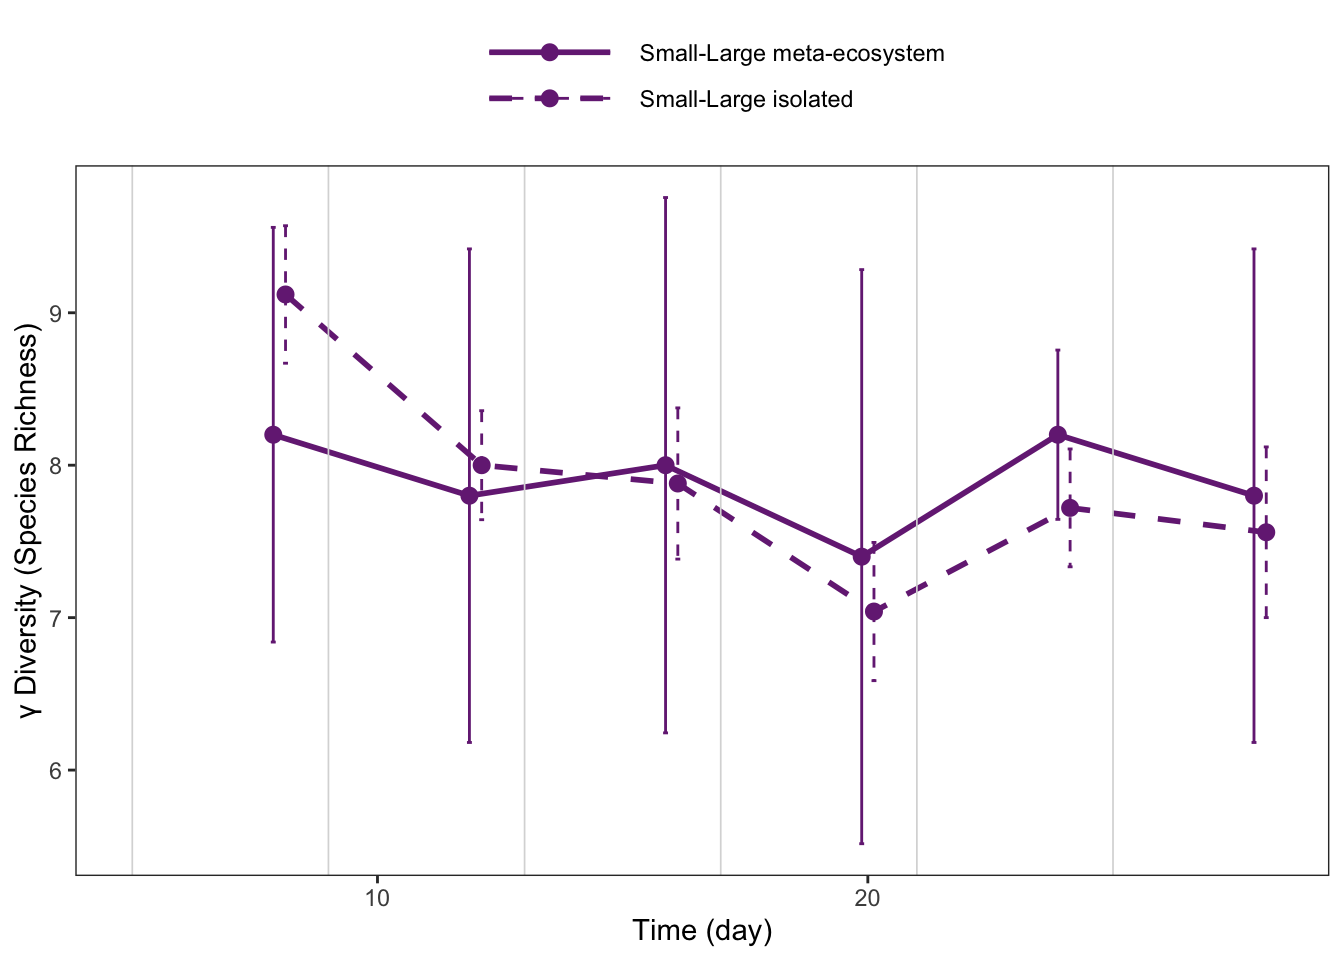 Small-Large meta-ecosystem
Small-Large isolated
γ Diversity (Species Richness)
9
8
7
6
10
20
Time (day)